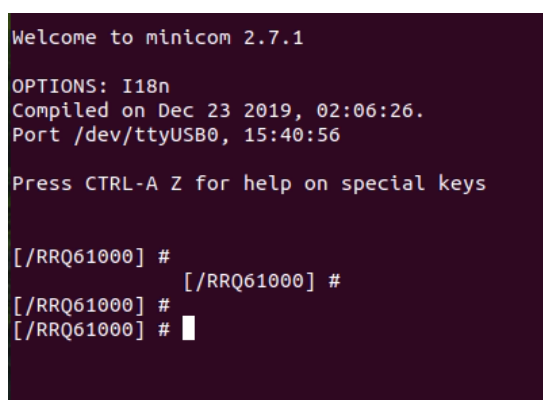 Welcome to minicom 2.7.1
OPTIONS: I18n
Compiled on Dec 23 2019, 02:06:26.
Port /dev/ttyUSB0, 15:40:56
Press CTRL-A Z for help on special keys
[/RRQ61000] #
[/RRQ61000] #
[/RRQ61000] #
[/RRQ61000] #